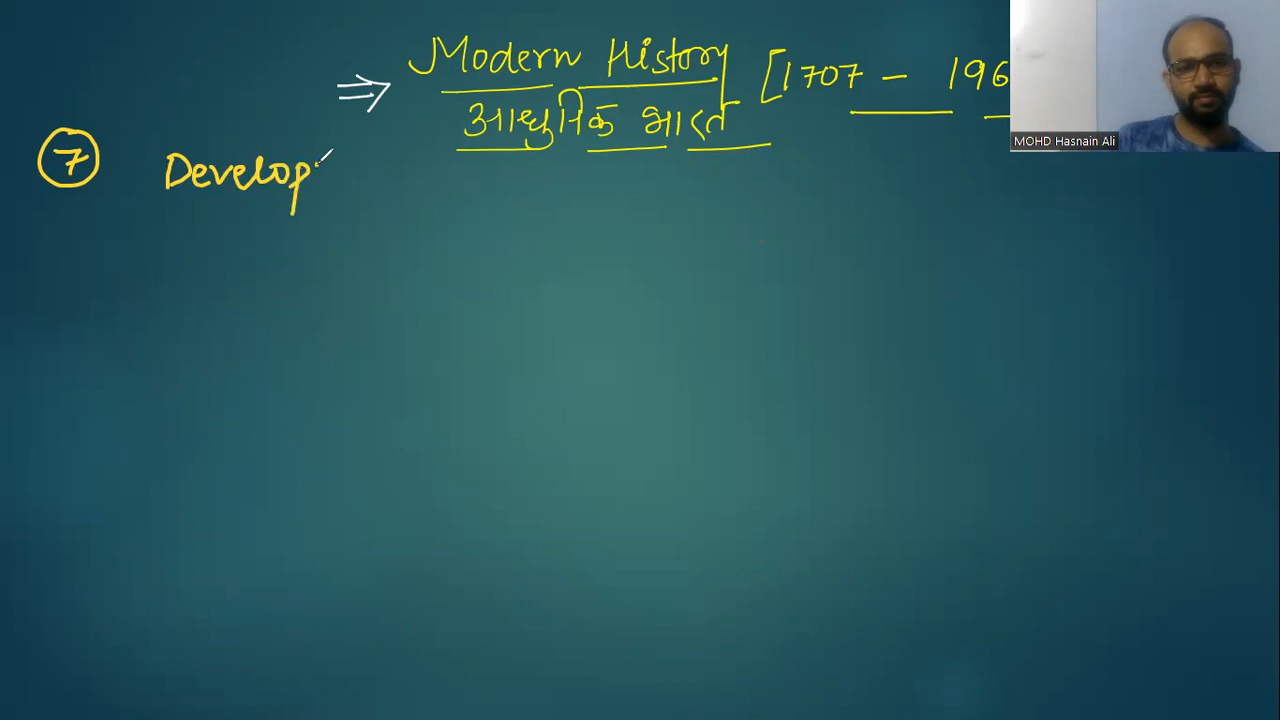 ⇒ Modern History [1707 - 196
आधुनिक भारत
MOHD Hasnain Ali
7 Develop